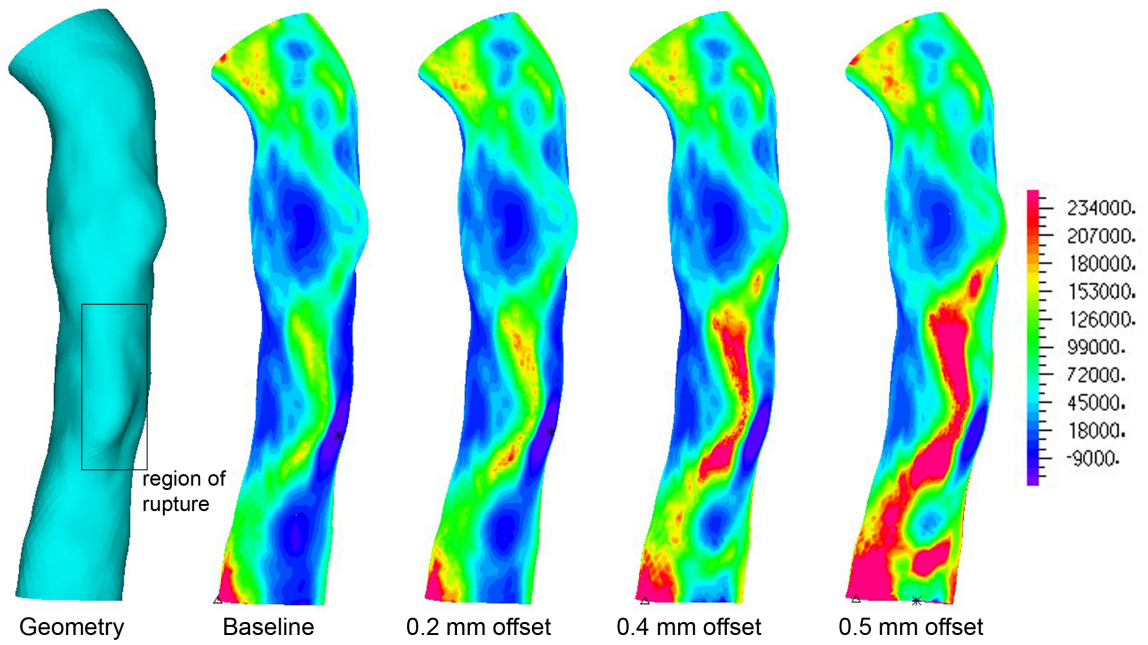 234000.
207000.
180000.
153000.
126000.
99000.
72000.
45000.
18000.
-9000.
region of
rupture
Geometry
Baseline
0.2 mm offset
0.4 mm offset
0.5 mm offset